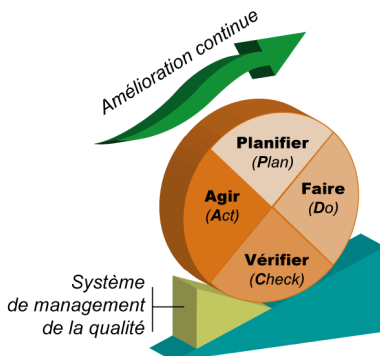 Amélioration continue
Planifier
(Plan)
Agir
(Act)
Faire
(Do)
Vérifier
(Check)
Système
de management
de la qualité